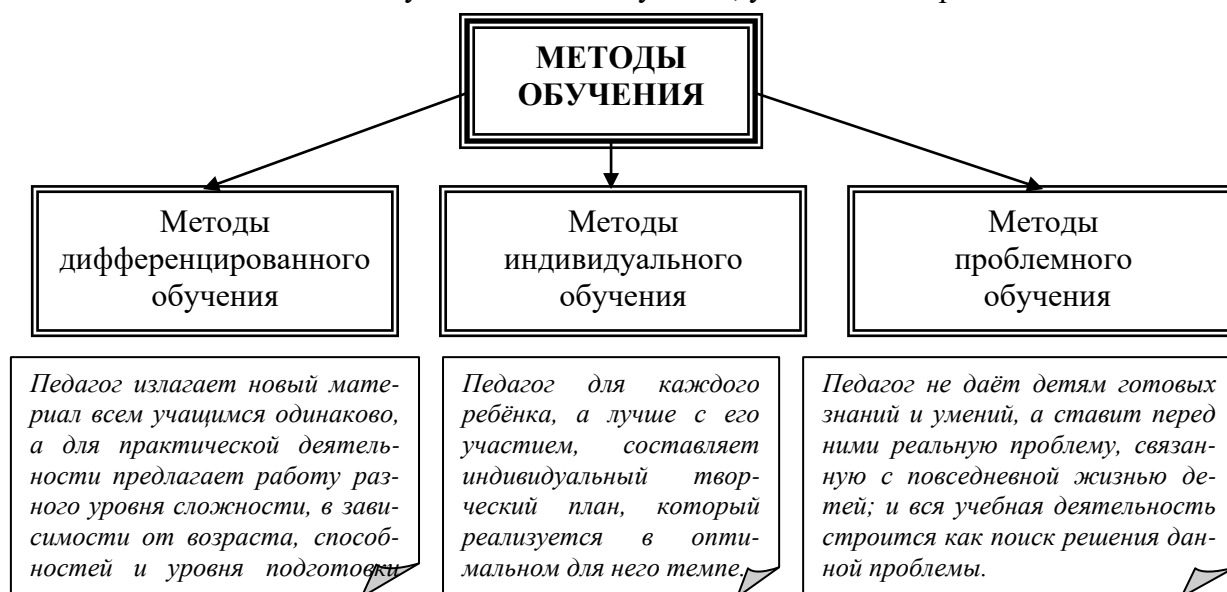 МЕТОДЫ
ОБУЧЕНИЯ
Методы
дифференцированного
обучения
Методы
индивидуального
обучения
Методы
проблемного
обучения
Педагог излагает новый мате-
риал всем учащимся одинаково,
а для практической деятель-
ности предлагает работу раз-
ного уровня сложности, в зави-
симости от возраста, способ-
ностей и уровня подготовки
Педагог для каждого
ребёнка, а лучше с его
участием, составляет
индивидуальный твор-
ческий план, который
реализуется в опти-
мальном для него темпе.
Педагог не даёт детям готовых
знаний и умений, а ставит перед
ними реальную проблему, связан-
ную с повседневной жизнью де-
тей; и вся учебная деятельность
строится как поиск решения дан-
ной проблемы.